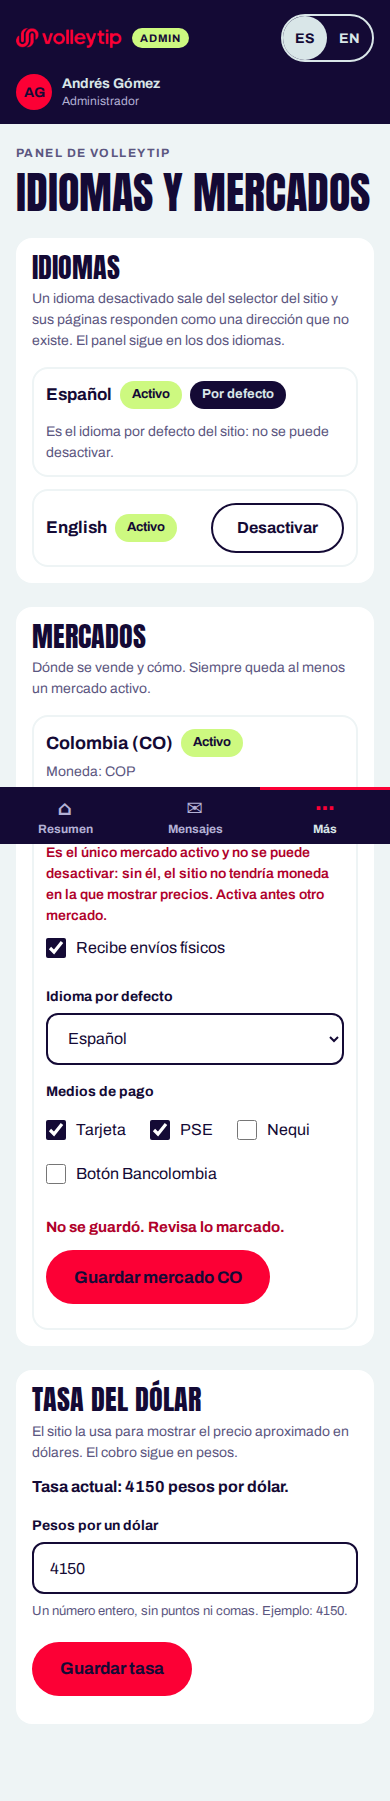 volleytip ADMIN ES EN
AG Andrés Gómez
Administrador
PANEL DE VOLLEYTIP
IDIOMAS Y MERCADOS
IDIOMAS
Un idioma desactivado sale del selector del sitio y
sus páginas responden como una dirección que no
existe. El panel sigue en los dos idiomas.
Español Activo Por defecto
Es el idioma por defecto del sitio: no se puede
desactivar.
English Activo Desactivar
MERCADOS
Dónde se vende y cómo. Siempre queda al menos
un mercado activo.
Colombia (CO) Activo
Moneda: COP
Resumen Mensajes Más
Es el único mercado activo y no se puede
desactivar: sin él, el sitio no tendría moneda
en la que mostrar precios. Activa antes otro
mercado.
Recibe envíos físicos
Idioma por defecto
Español
Medios de pago
Tarjeta PSE Nequi
Botón Bancolombia
No se guardó. Revisa lo marcado.
Guardar mercado CO
TASA DEL DÓLAR
El sitio la usa para mostrar el precio aproximado en
dólares. El cobro sigue en pesos.
Tasa actual: 4150 pesos por dólar.
Pesos por un dólar
4150
Un número entero, sin puntos ni comas. Ejemplo: 4150.
Guardar tasa